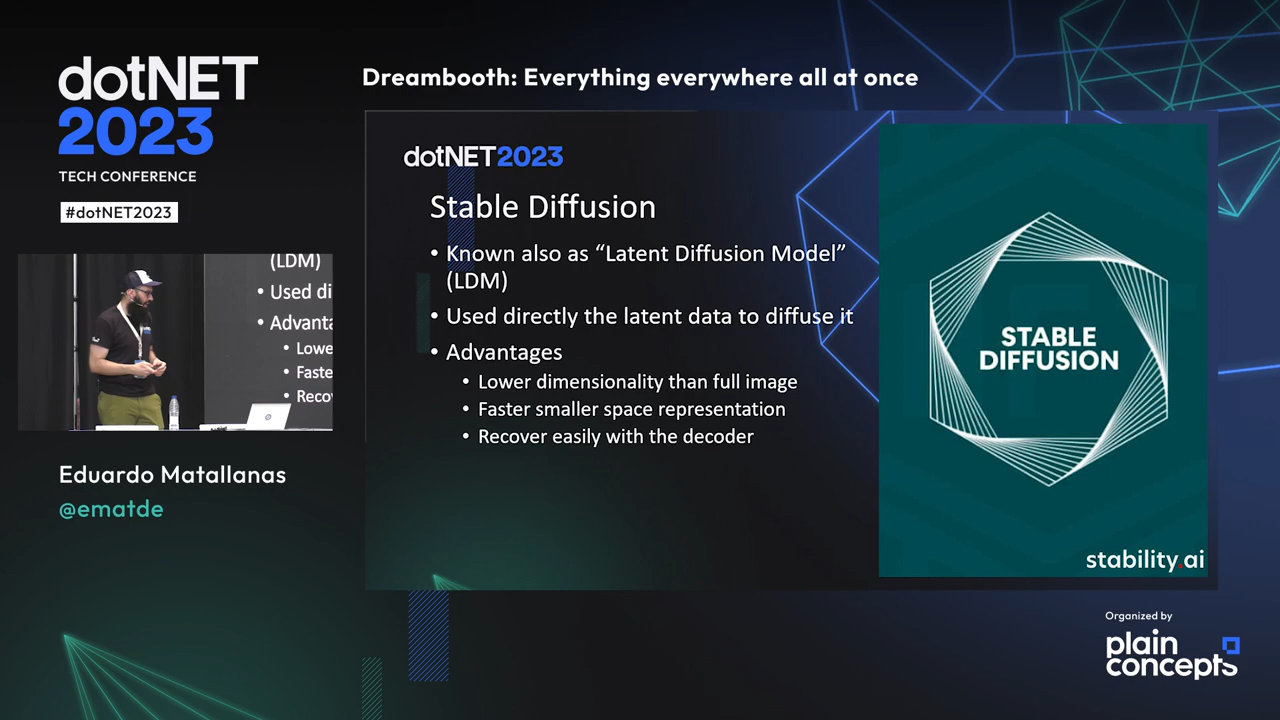 dotNET
2023
TECH CONFERENCE
#dotNET2023
Dreambooth: Everything everywhere all at once
dotNET2023
Stable Diffusion
• Known also as “Latent Diffusion Model”
(LDM)
• Used directly the latent data to diffuse it
• Advantages
• Lower dimensionality than full image
• Faster smaller space representation
• Recover easily with the decoder
STABLE
DIFFUSION
stability.ai
(LDM)
• Used di
• Advanta
• Lowe
• Faste
• Recov
Eduardo Matallanas
@ematde
Organized by
plain
concepts